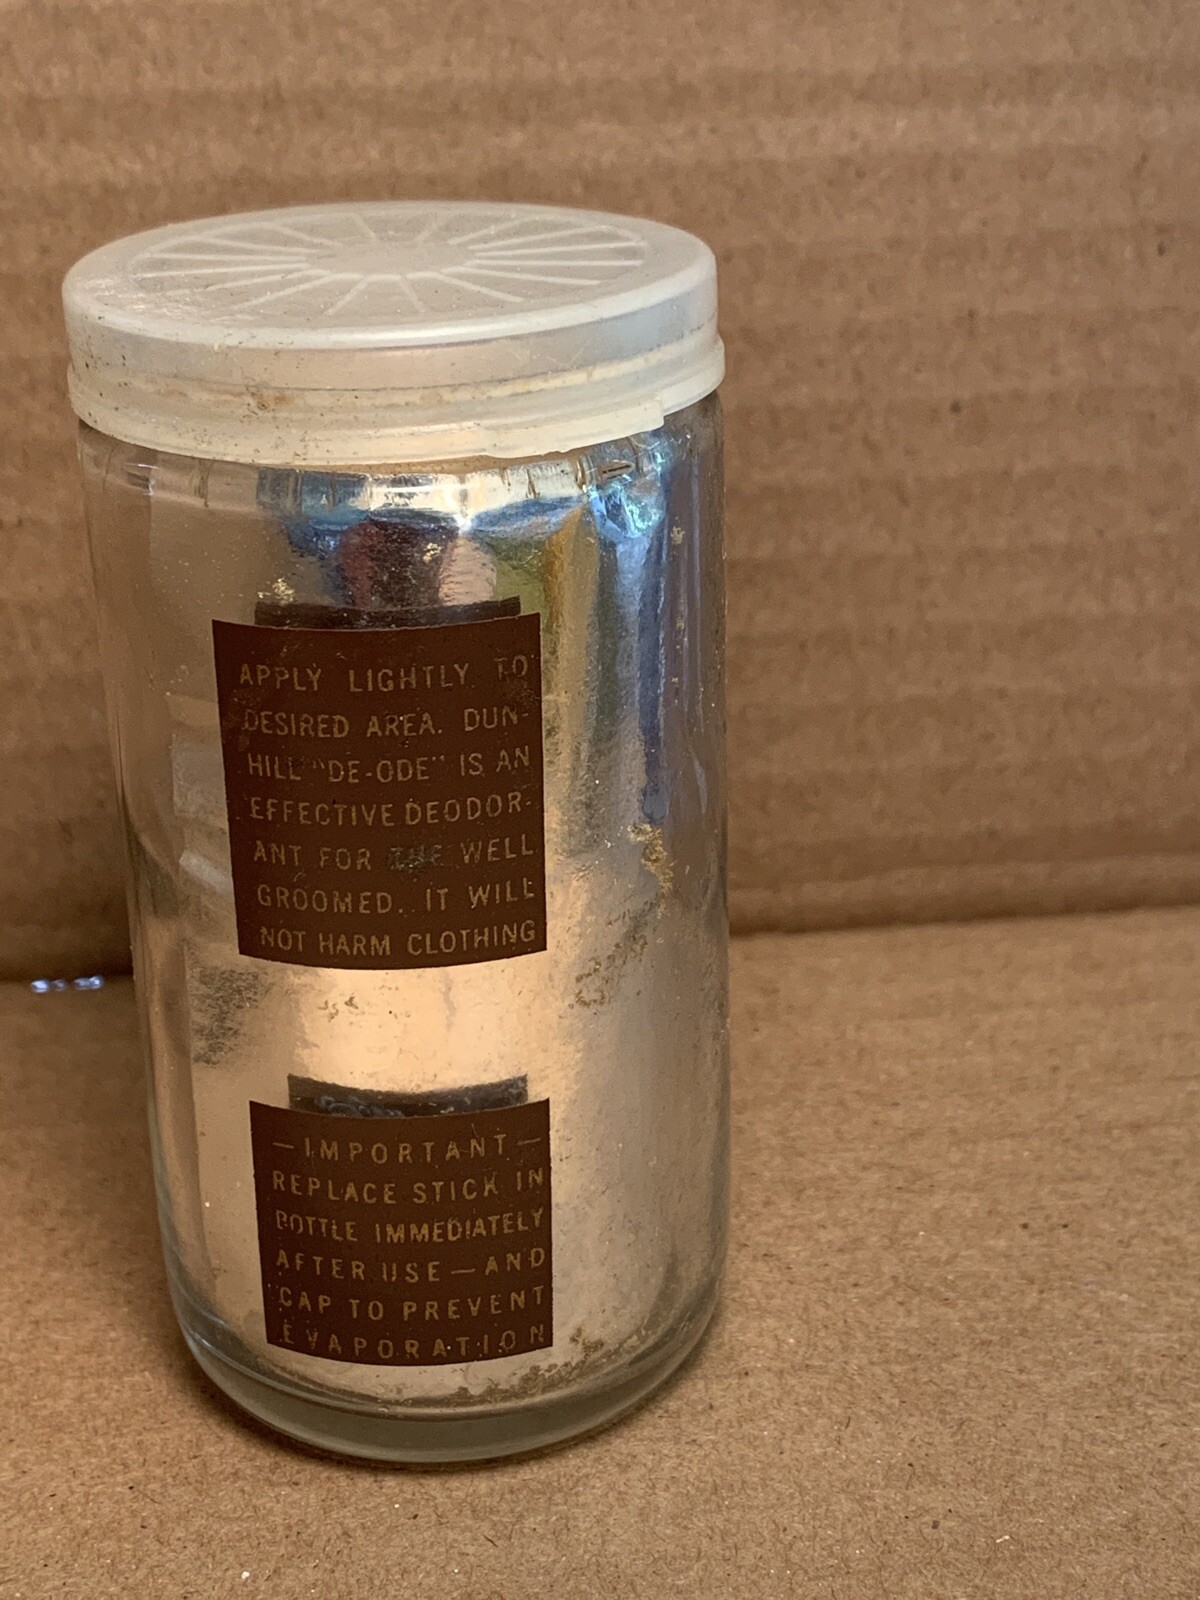 APPLY LIGHTLY TO
DESIRED AREA. DUN-
HILL "DE-ODE" IS AN
EFFECTIVE DEODOR-
ANT FOR THE WELL
GROOMED. IT WILL
NOT HARM CLOTHING
—IMPORTANT—
REPLACE STICK IN
BOTTLE IMMEDIATELY
AFTER USE—AND
CAP TO PREVENT
EVAPORATION